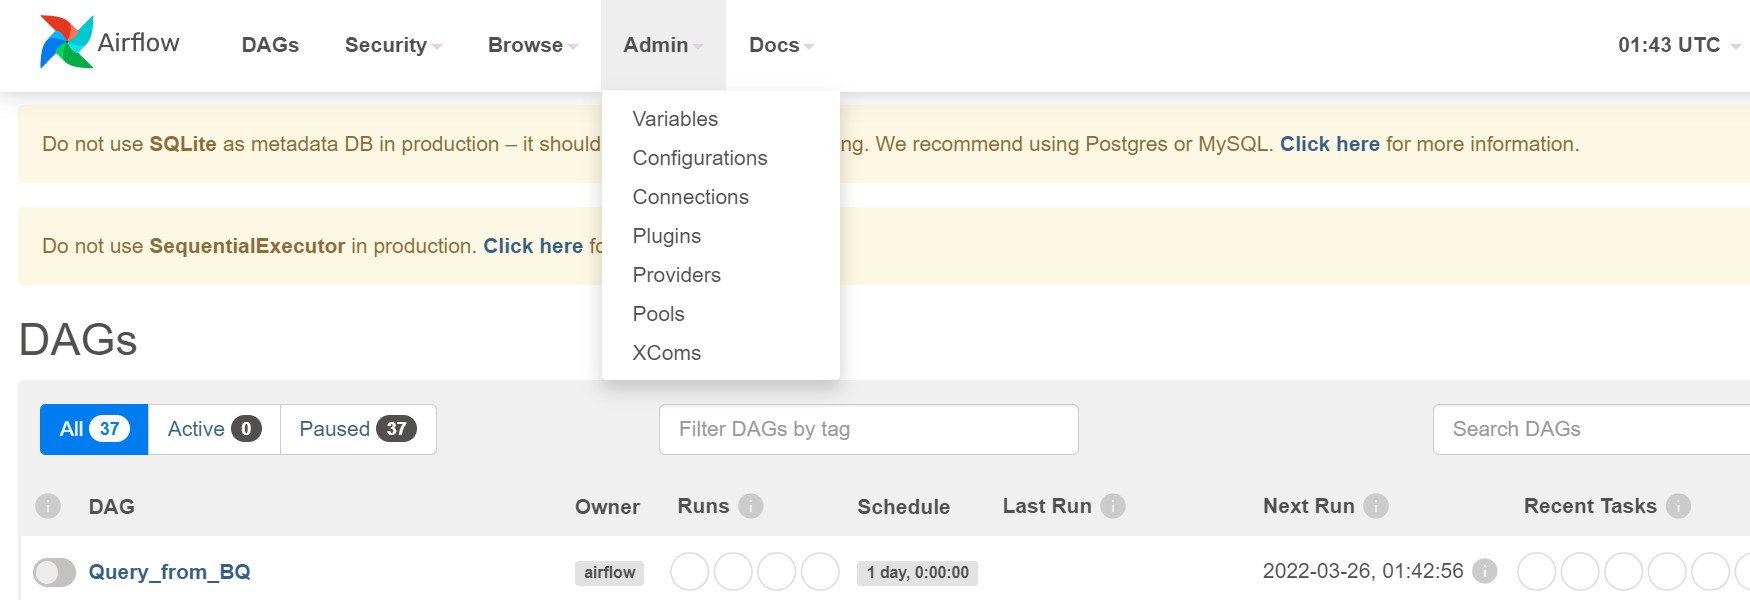 Airflow DAGs Security Browse Admin Docs 01:43 UTC
Variables
Do not use SQLite as metadata DB in production – it should ng. We recommend using Postgres or MySQL. Click here for more information.
Configurations
Connections
Plugins
Do not use SequentialExecutor in production. Click here fo
Providers
Pools
DAGs
XComs
All 37 Active 0 Paused 37 Filter DAGs by tag Search DAGs
DAG Owner Runs Schedule Last Run Next Run Recent Tasks
Query_from_BQ airflow 1 day, 0:00:00 2022-03-26, 01:42:56